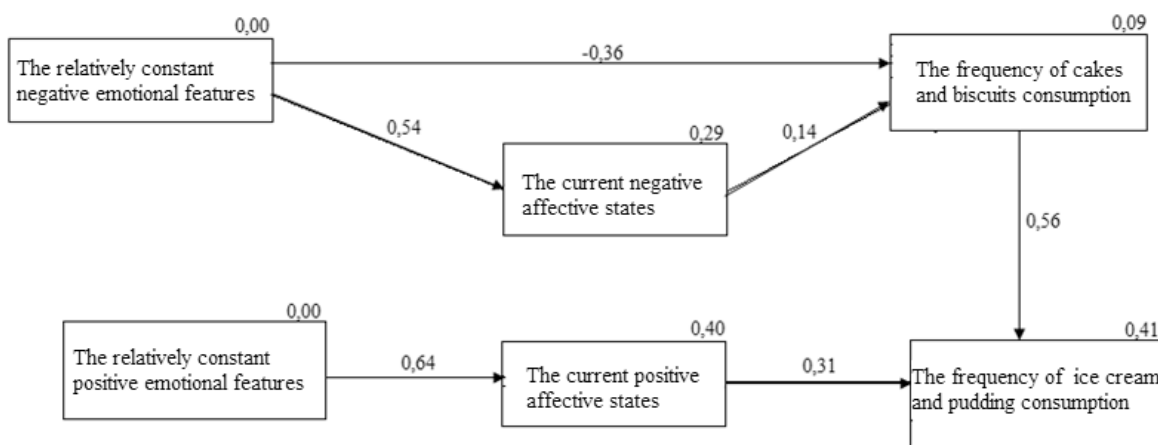 0,00
0,09
The relatively constant
negative emotional features
-0,36
The frequency of cakes
and biscuits consumption
0,54
0,29
0,14
The current negative
affective states
0,56
0,00
0,40
0,41
The relatively constant
positive emotional features
0,64
The current positive
affective states
0,31
The frequency of ice cream
and pudding consumption